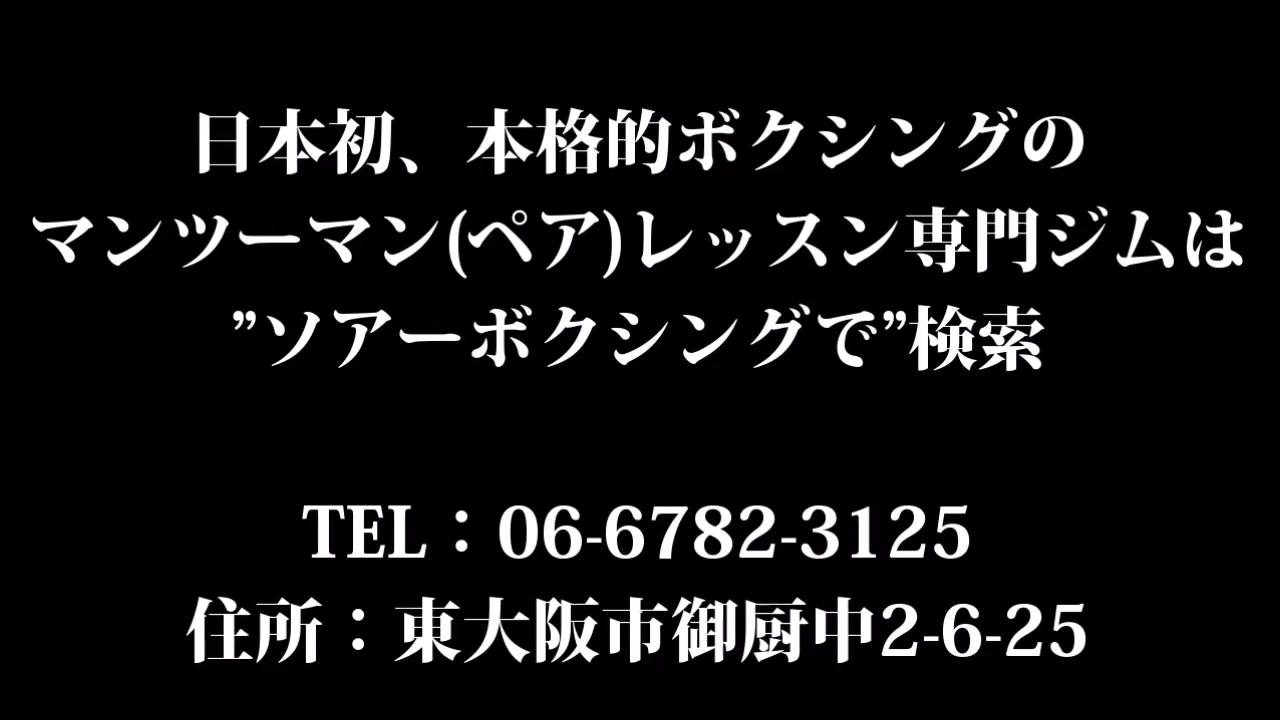 日本初、本格的ボクシングの
マンツーマン(ペア)レッスン専門ジムは
”ソアーボクシングで”検索
TEL：06-6782-3125
住所：東大阪市御厨中2-6-25